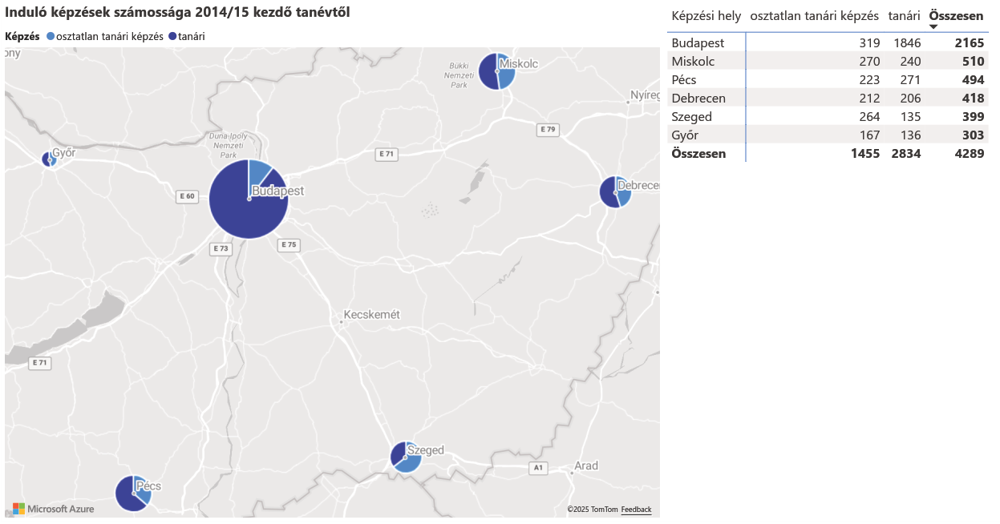 Induló képzések számossága 2014/15 kezdő tanévtől
Képzés osztatlan tanári képzés tanári
ony
Bükki
Nemzeti
Park
Miskolc
Nyíreg
E 79
Duna-Ipoly
Nemzeti
Park
Győr
E 71
E 60
Budapest
Debrecen
E 73
E 75
Kecskemét
E 71
Szeged
A1
Arad
Pécs
Microsoft Azure
©2025 TomTom Feedback
Képzési hely osztatlan tanári képzés tanári Összesen
Budapest 319 1846 2165
Miskolc 270 240 510
Pécs 223 271 494
Debrecen 212 206 418
Szeged 264 135 399
Győr 167 136 303
Összesen 1455 2834 4289